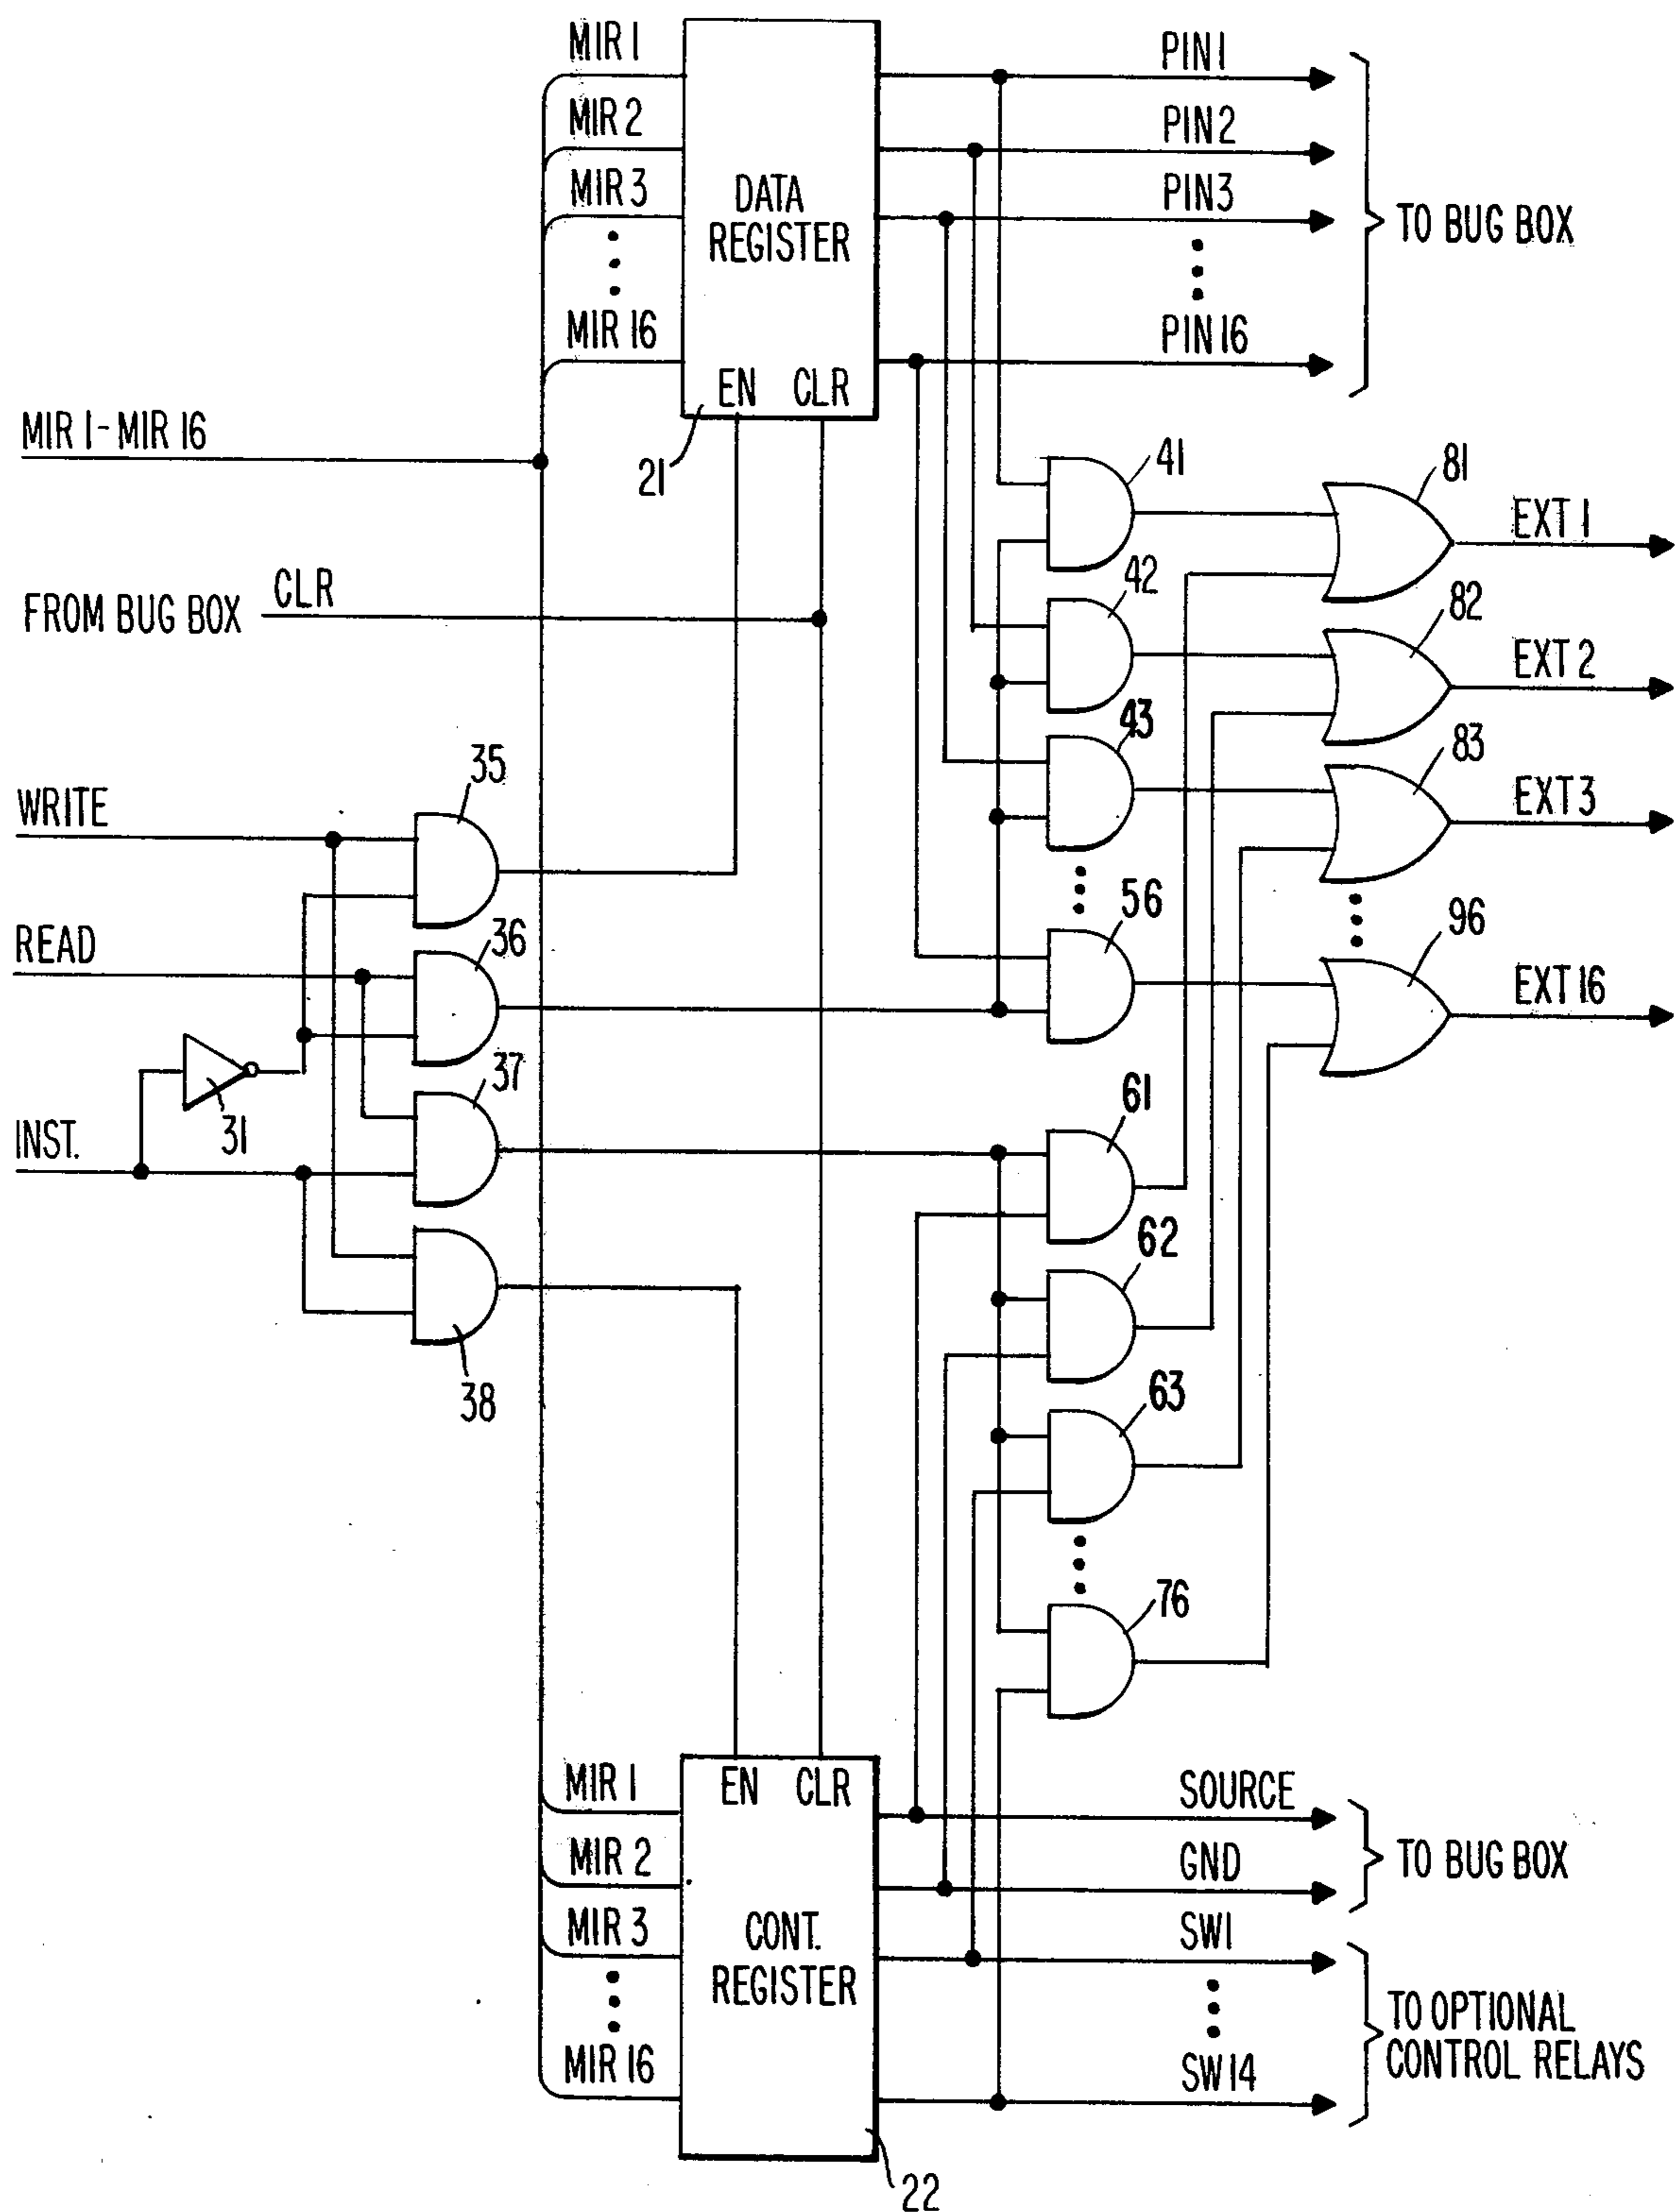 MIR 1
MIR 2
MIR 3
MIR 16
DATA
REGISTER
EN CLR
21
PIN 1
PIN 2
PIN 3
PIN 16
TO BUG BOX
MIR 1-MIR 16
FROM BUG BOX
CLR
41
42
43
56
81
82
83
96
EXT 1
EXT 2
EXT 3
EXT 16
WRITE
READ
INST.
31
35
36
37
38
61
62
63
76
MIR 1
MIR 2
MIR 3
MIR 16
EN CLR
CONT.
REGISTER
22
SOURCE
GND
SW1
SW 14
TO BUG BOX
TO OPTIONAL
CONTROL RELAYS